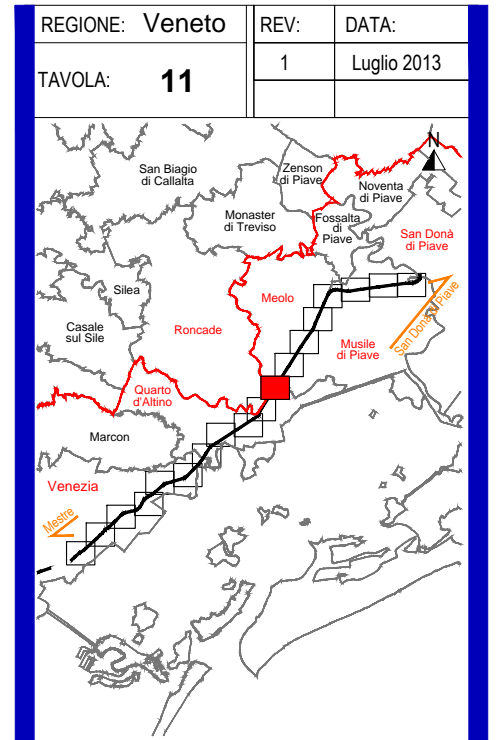 REGIONE: Veneto
REV:
DATA:
TAVOLA: 11
1
Luglio 2013
N
San Biagio
di Callalta
Zenson
di Piave
Noventa
di Piave
Monaster
di Treviso
Fossalta
di
Piave
San Donà
di Piave
Silea
Meolo
Casale
sul Sile
Roncade
Musile
di Piave
San Donà di Piave
Quarto
d'Altino
Marcon
Venezia
Mestre